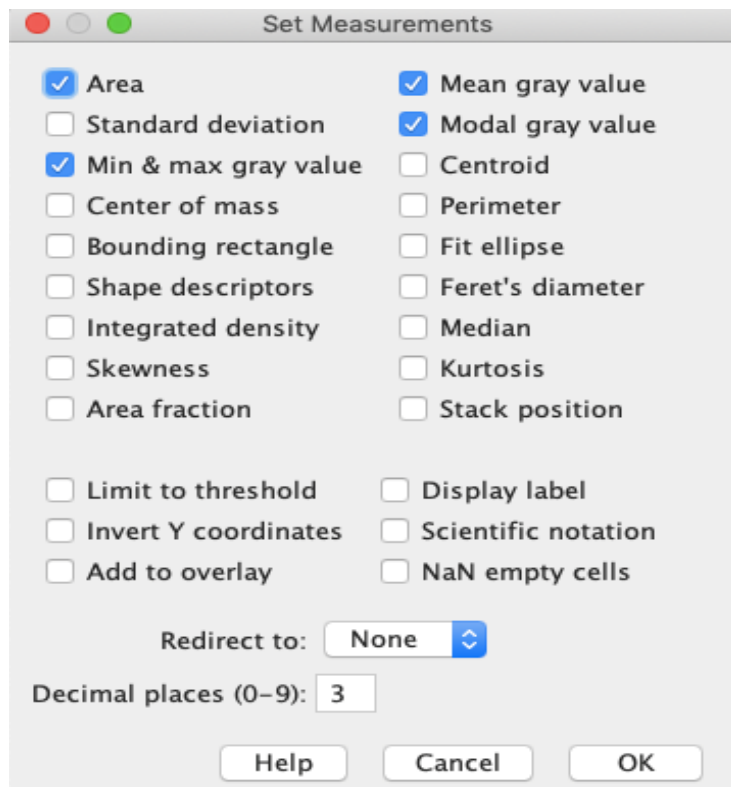 Set Measurements
Area Mean gray value
Standard deviation Modal gray value
Min & max gray value Centroid
Center of mass Perimeter
Bounding rectangle Fit ellipse
Shape descriptors Feret's diameter
Integrated density Median
Skewness Kurtosis
Area fraction Stack position
Limit to threshold Display label
Invert Y coordinates Scientific notation
Add to overlay NaN empty cells
Redirect to: None
Decimal places (0–9): 3
Help Cancel OK